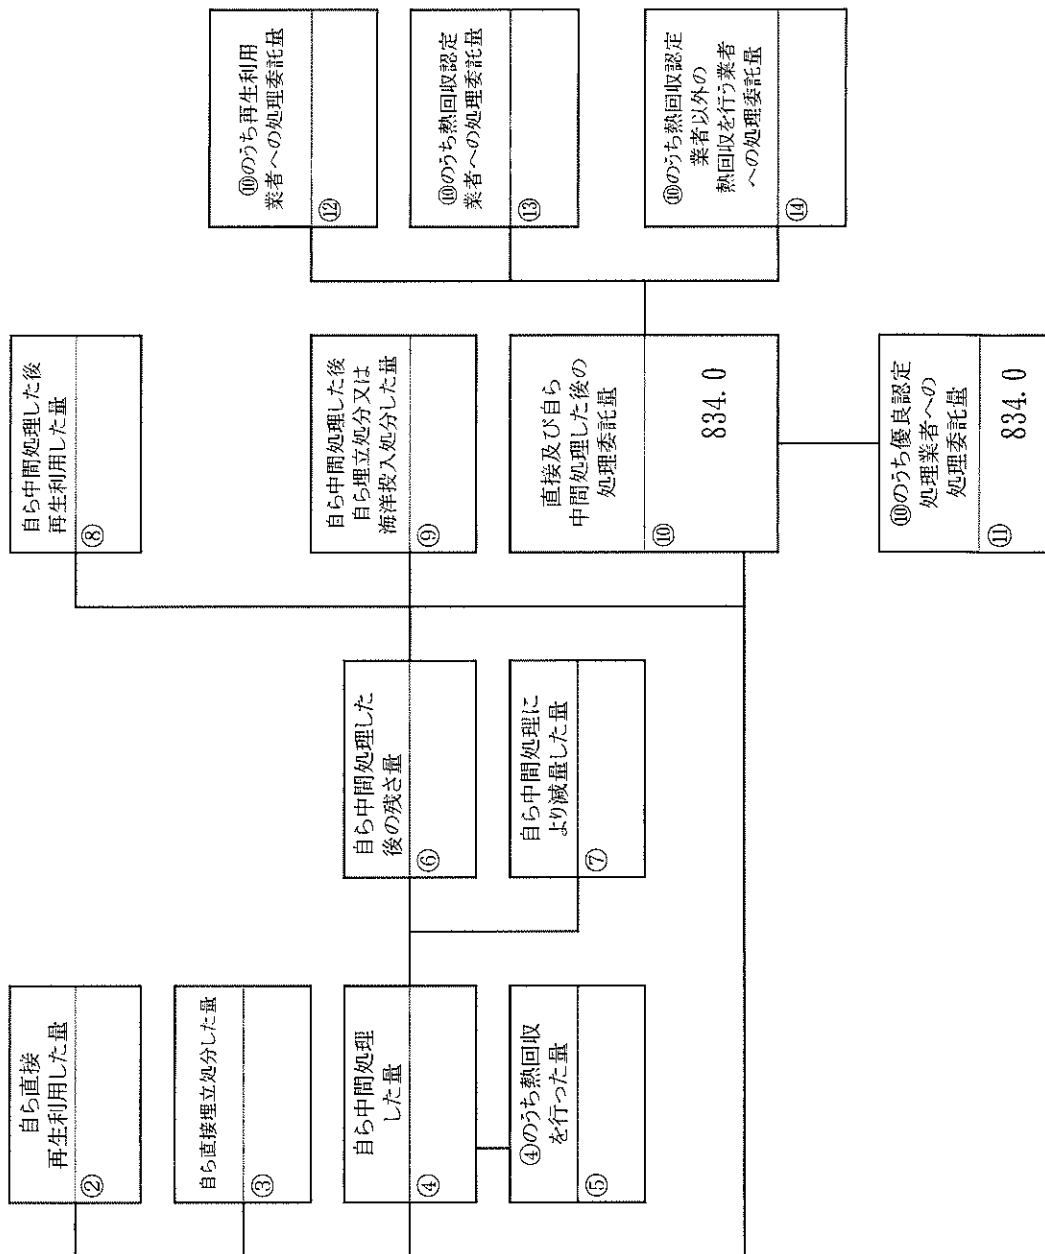 自ら直接
再生利用した量
②
自ら直接埋立処分した量
③
自ら中間処理
した量
④
④のうち熱回収
を行った量
⑤
自ら中間処理した
後の残さ量
⑥
自ら中間処理に
より減量した量
⑦
自ら中間処理した後
再生利用した量
⑧
自ら中間処理した後
自ら埋立処分又は
海洋投入処分した量
⑨
直接及び自ら
中間処理した後の
処理委託量
⑩
834.0
⑩のうち優良認定
処理業者への
処理委託量
⑪
834.0
⑩のうち再生利用
業者への処理委託量
⑫
⑩のうち熱回収認定
業者への処理委託量
⑬
⑩のうち熱回収認定
業者以外の
熱回収を行う業者
への処理委託量
⑭